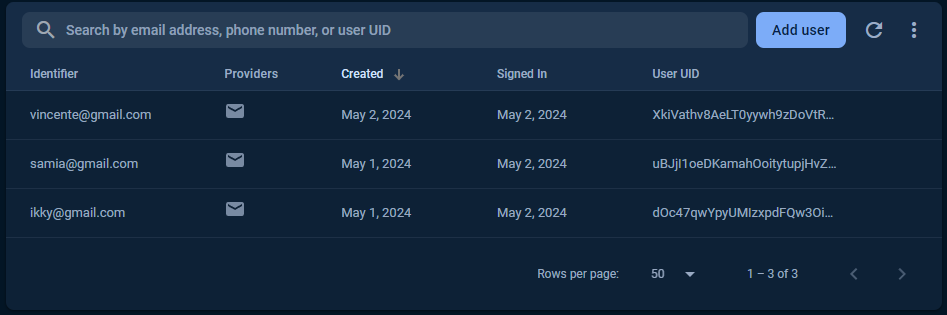 Search by email address, phone number, or user UID Add user
Identifier Providers Created Signed In User UID
vincente@gmail.com May 2, 2024 May 2, 2024 XkiVathv8AeLT0yywh9zDoVtR...
samia@gmail.com May 1, 2024 May 2, 2024 uBJjI1oeDKamahOoitytupjHvZ...
ikky@gmail.com May 1, 2024 May 2, 2024 dOc47qwYpyUMIzxpdFQw3Oi...
Rows per page: 50 1 – 3 of 3